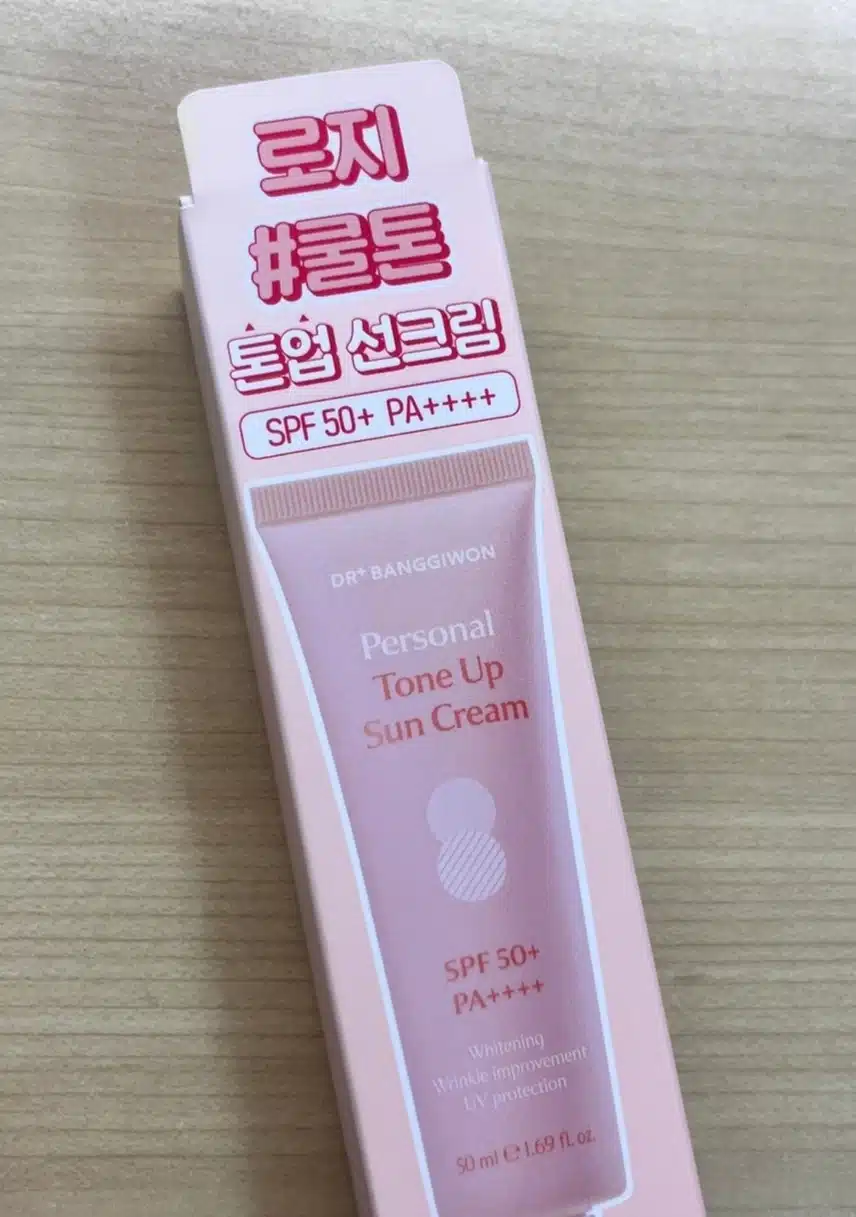 로지
#쿨톤
톤업 선크림
SPF 50+ PA++++
DR+ BANGGIWON
Personal
Tone Up
Sun Cream
SPF 50+
PA++++
Whitening
Wrinkle improvement
UV protection
50 ml ℮ 1.69 fl. oz.